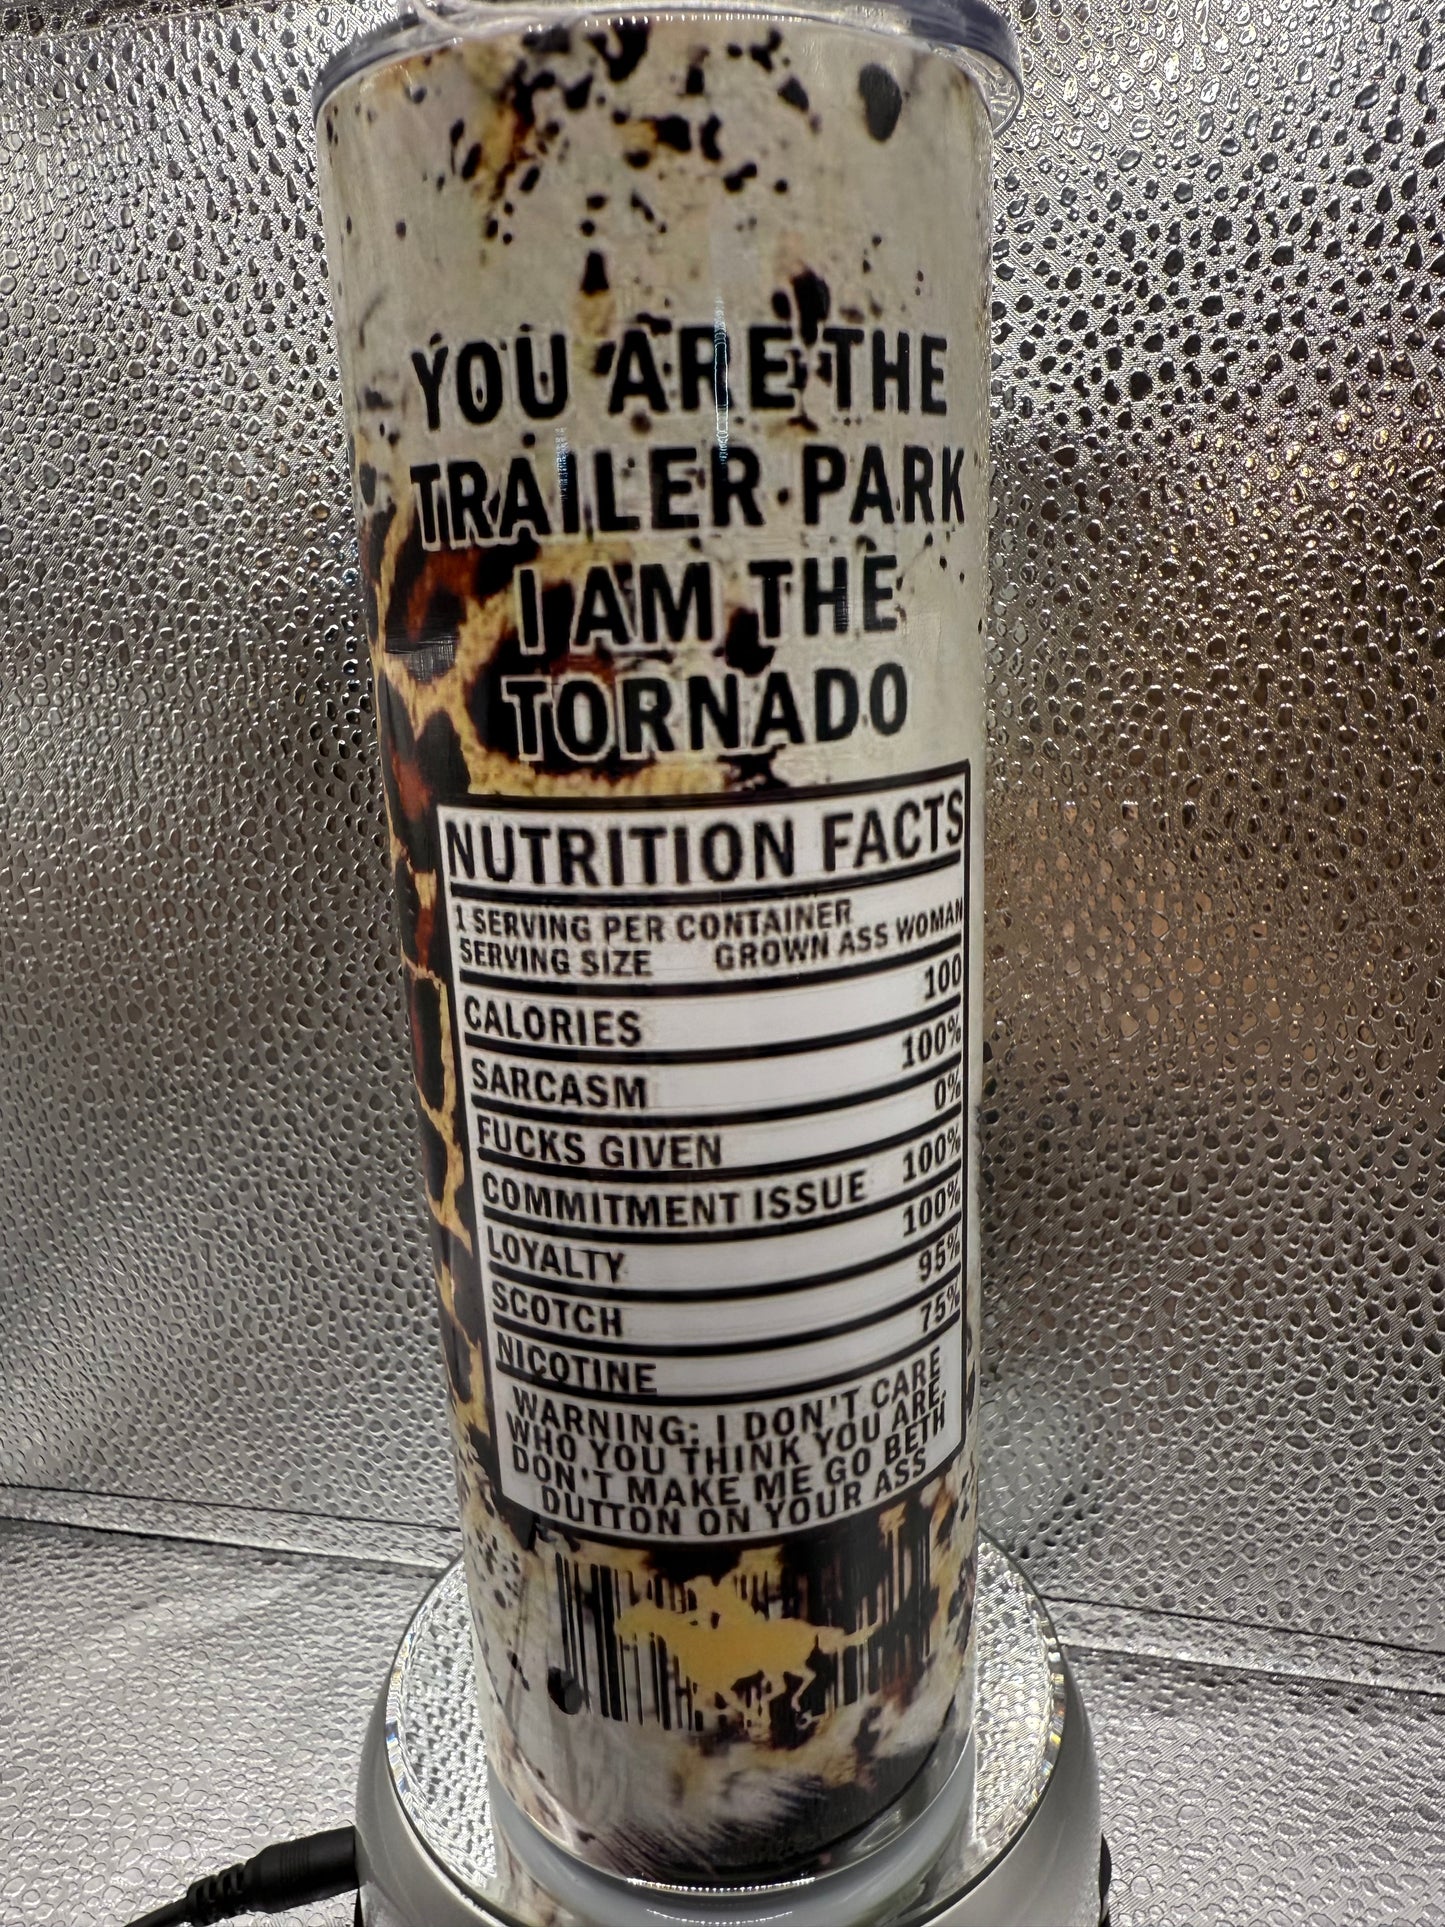 YOU ARE THE
TRAILER PARK
I AM THE
TORNADO
NUTRITION FACTS
1 SERVING PER CONTAINER
SERVING SIZE GROWN ASS WOMAN
CALORIES 100
SARCASM 100%
FUCKS GIVEN 0%
COMMITMENT ISSUE 100%
LOYALTY 100%
SCOTCH 95%
NICOTINE 75%
WARNING: I DON'T CARE
WHO YOU THINK YOU ARE.
DON'T MAKE ME GO BETH
DUTTON ON YOUR ASS